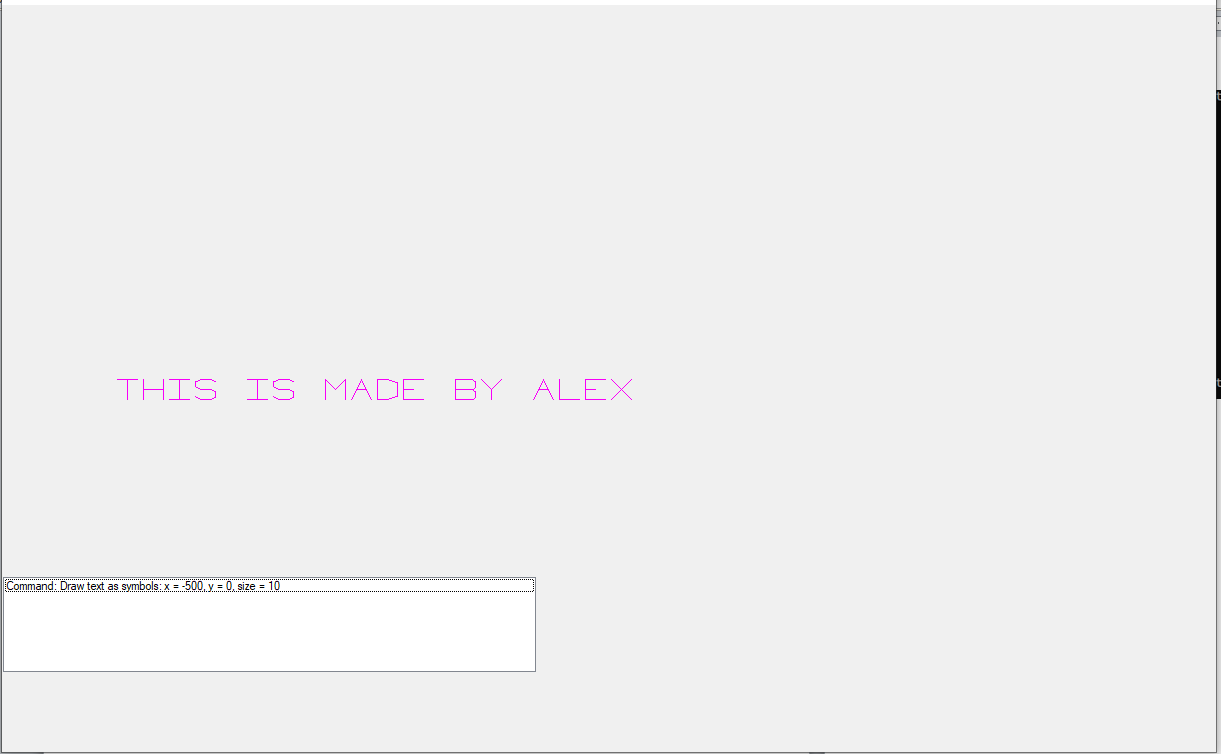 THIS IS MADE BY ALEX
Command: Draw text as symbols: x = -500, y = 0, size = 10